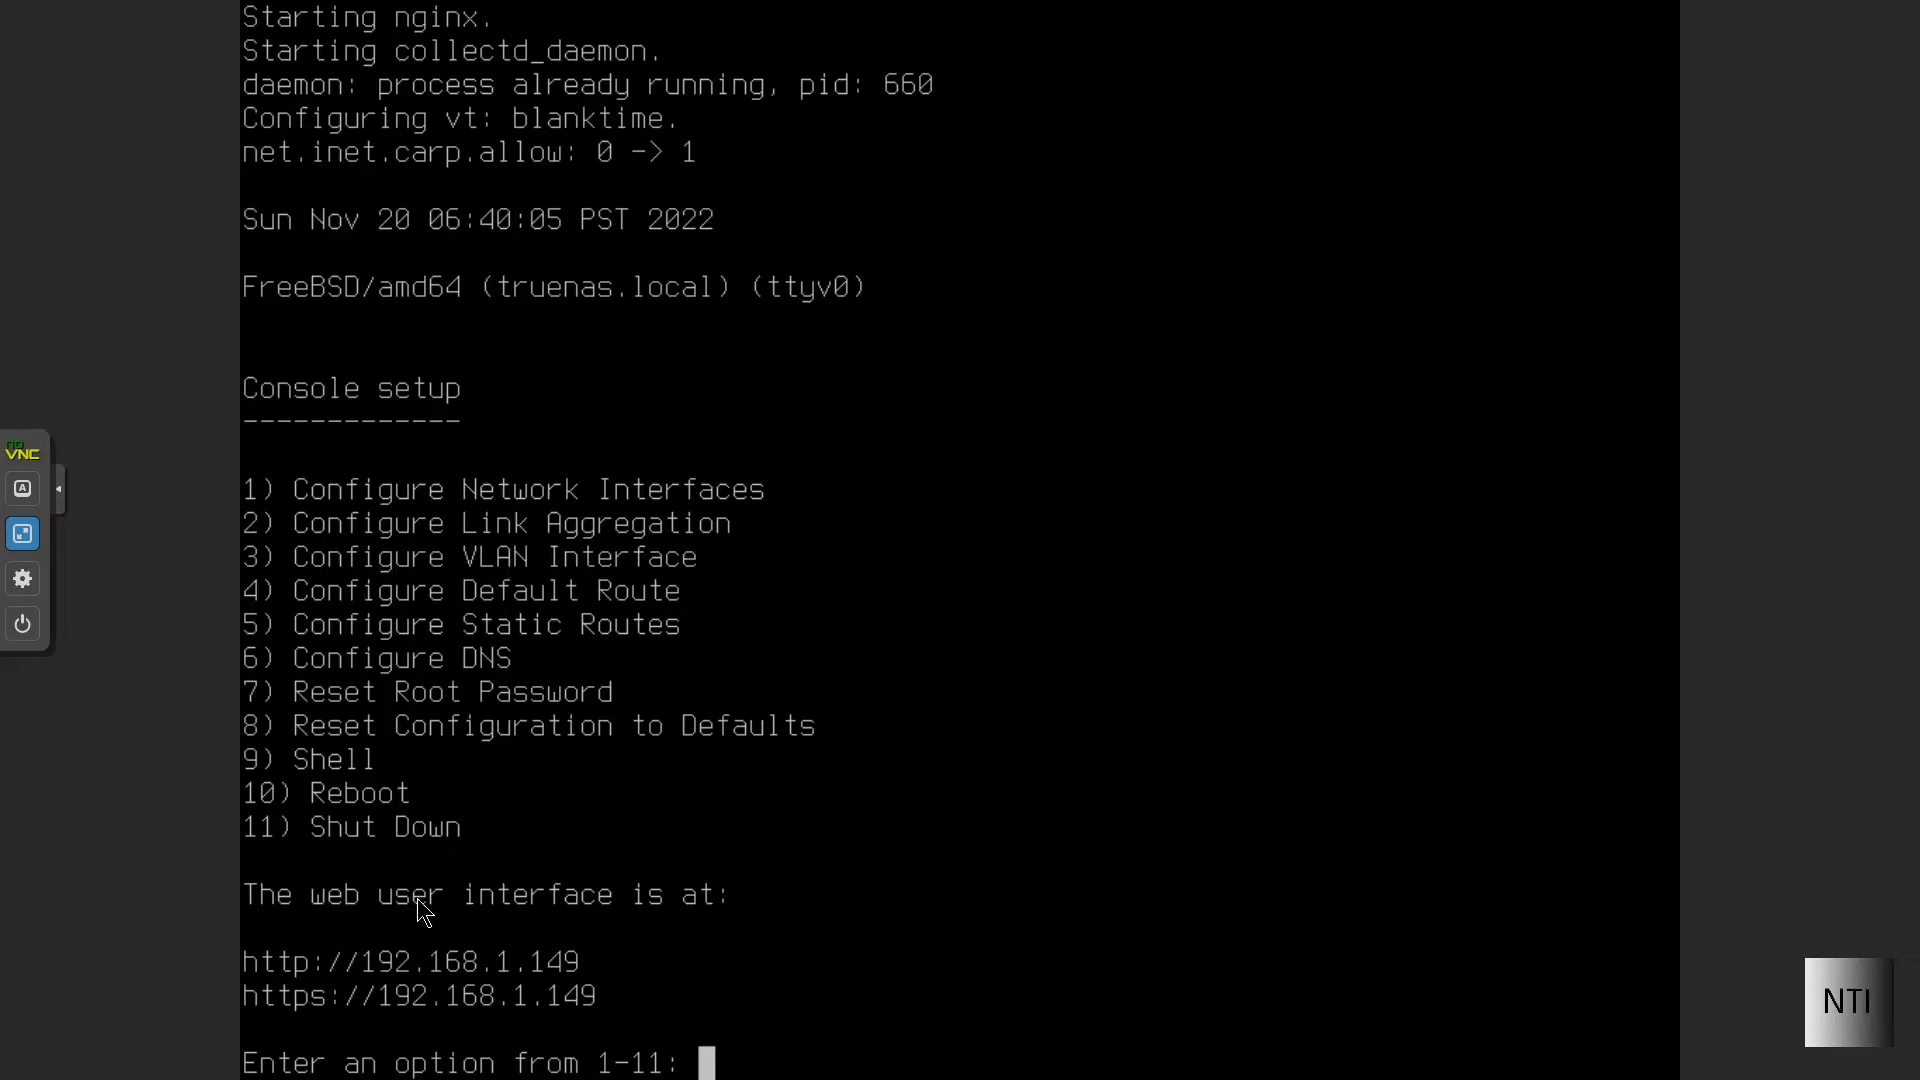 Starting nginx.
Starting collectd_daemon.
daemon: process already running, pid: 660
Configuring vt: blanktime.
net.inet.carp.allow: 0 -> 1
Sun Nov 20 06:40:05 PST 2022
FreeBSD/amd64 (truenas.local) (ttyv0)
Console setup
-------------
1) Configure Network Interfaces
2) Configure Link Aggregation
3) Configure VLAN Interface
4) Configure Default Route
5) Configure Static Routes
6) Configure DNS
7) Reset Root Password
8) Reset Configuration to Defaults
9) Shell
10) Reboot
11) Shut Down
The web user interface is at:
http://192.168.1.149
https://192.168.1.149
Enter an option from 1-11:
no
VNC
A
NTI